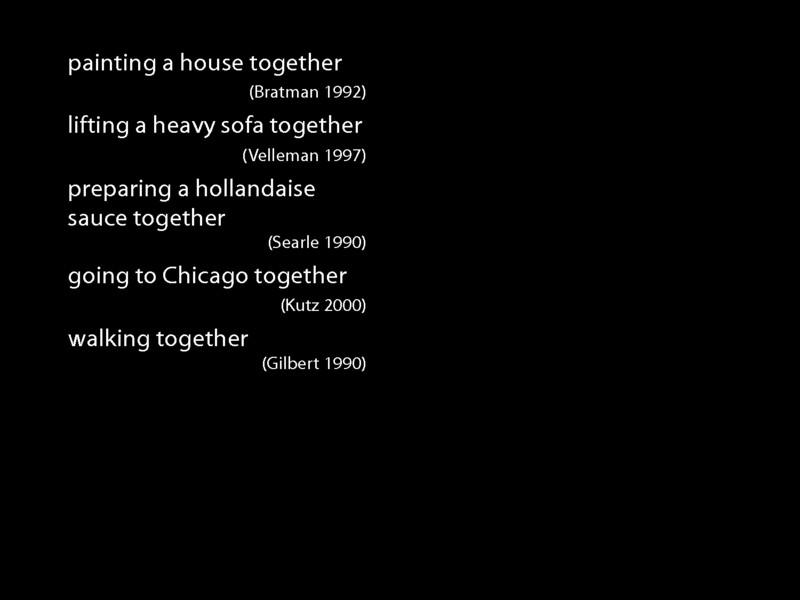 painting a house together
(Bratman 1992)
lifting a heavy sofa together
(Velleman 1997)
preparing a hollandaise
sauce together
(Searle 1990)
going to Chicago together
(Kutz 2000)
walking together
(Gilbert 1990)